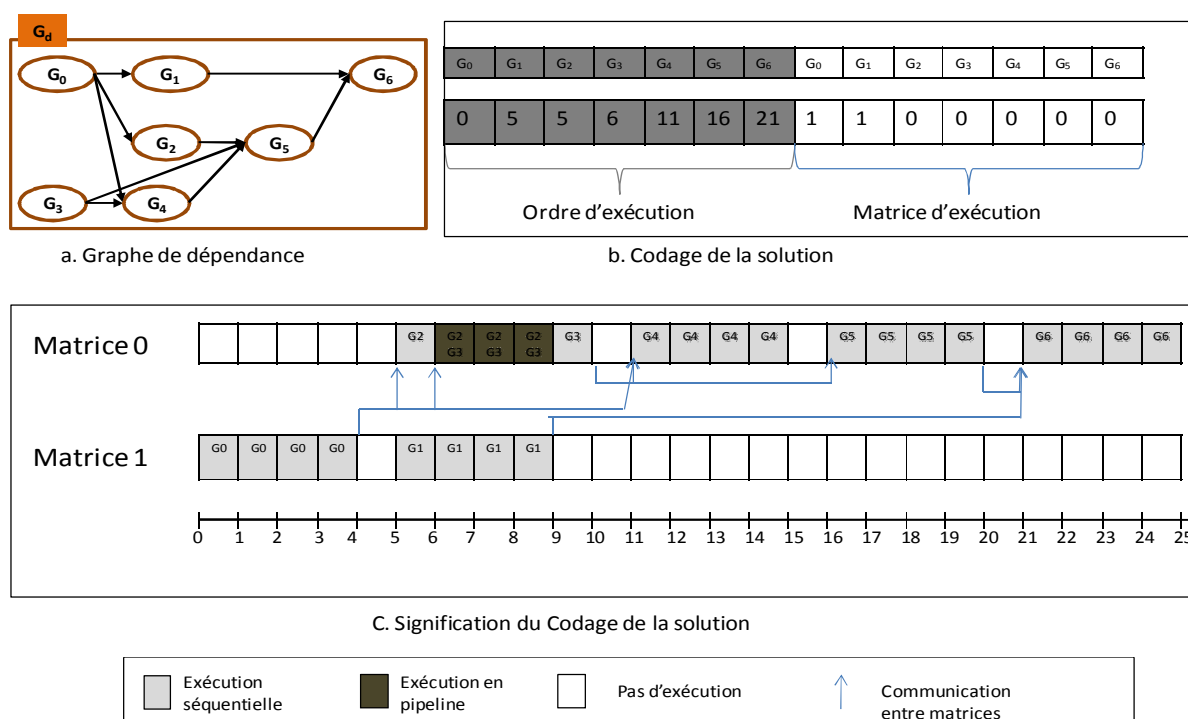 Gd
G0 G1 G6
G2 G5
G3 G4
a. Graphe de dépendance
G0 G1 G2 G3 G4 G5 G6 G0 G1 G2 G3 G4 G5 G6
0 5 5 6 11 16 21 1 1 0 0 0 0 0
Ordre d'exécution Matrice d'exécution
b. Codage de la solution
Matrice 0 G2 G2 G2 G2 G3 G4 G4 G4 G4 G5 G5 G5 G5 G6 G6 G6 G6
G3 G3 G3
Matrice 1 G0 G0 G0 G0 G1 G1 G1 G1
0 1 2 3 4 5 6 7 8 9 10 11 12 13 14 15 16 17 18 19 20 21 22 23 24 25
C. Signification du Codage de la solution
Exécution séquentielle
Exécution en pipeline
Pas d'exécution
Communication entre matrices